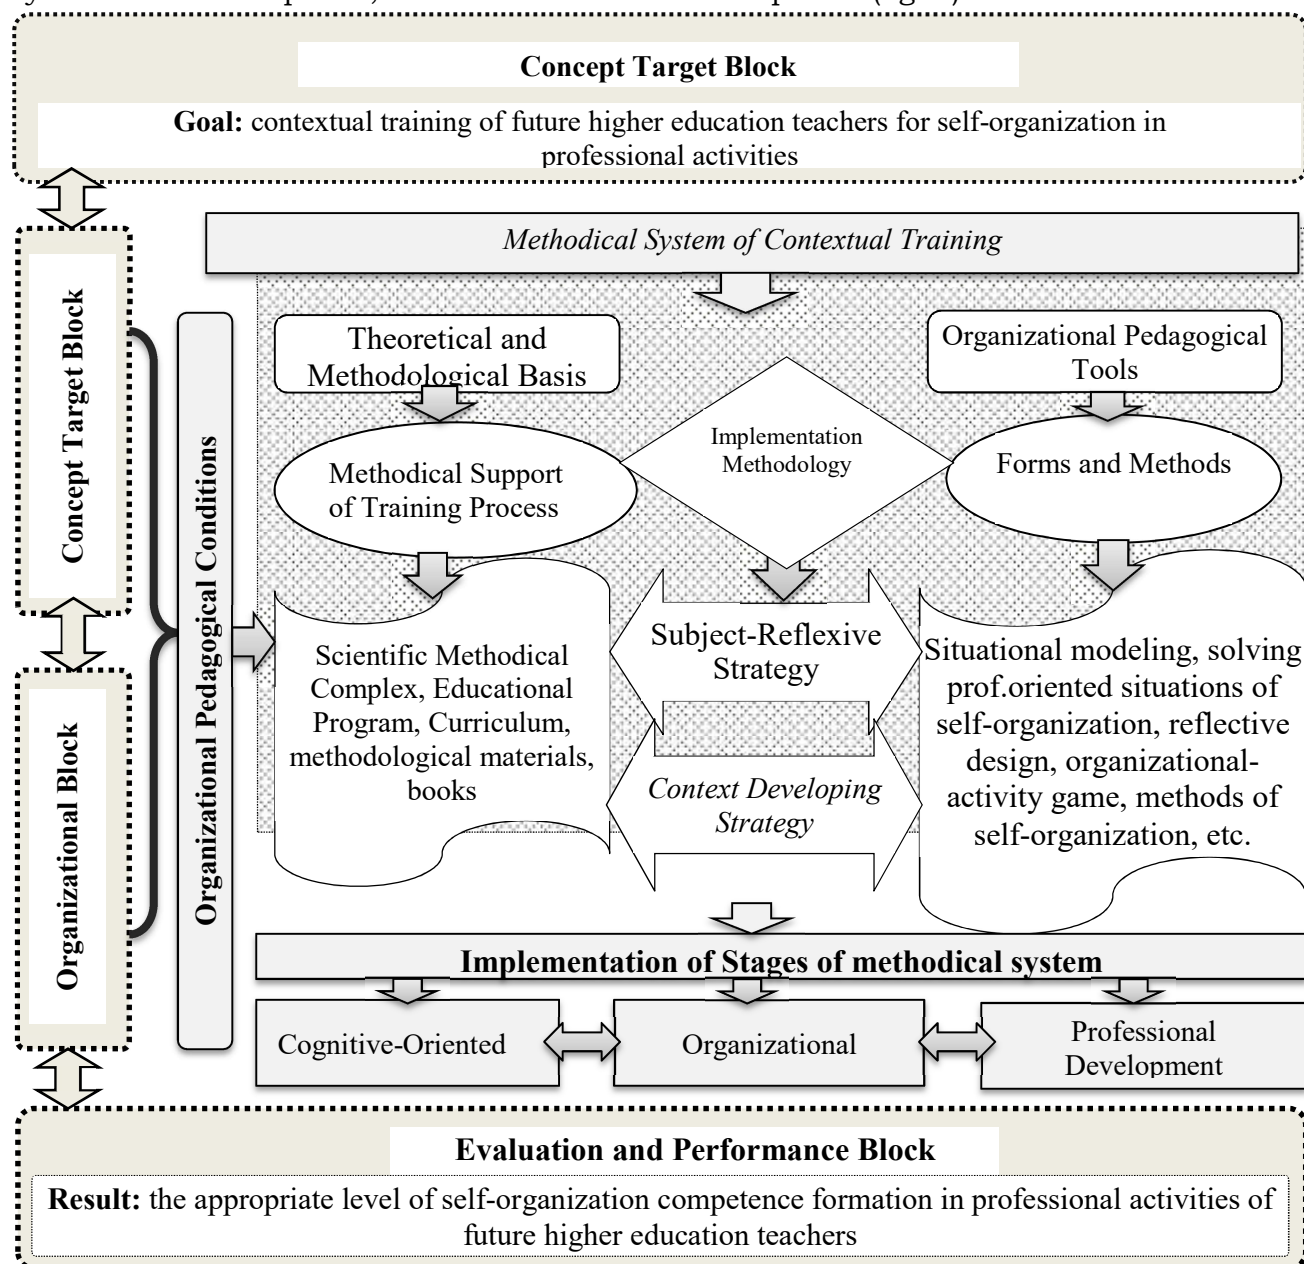 Concept Target Block
Goal: contextual training of future higher education teachers for self-organization in
professional activities
Methodical System of Contextual Training
Concept Target Block
Organizational Block
Organizational Pedagogical Conditions
Theoretical and
Methodological Basis
Organizational Pedagogical
Tools
Implementation
Methodology
Methodical Support
of Training Process
Forms and Methods
Scientific Methodical
Complex, Educational
Program, Curriculum,
methodological materials,
books
Subject-Reflexive
Strategy
Context Developing
Strategy
Situational modeling, solving
prof.oriented situations of
self-organization, reflective
design, organizational-
activity game, methods of
self-organization, etc.
Implementation of Stages of methodical system
Cognitive-Oriented
Organizational
Professional
Development
Evaluation and Performance Block
Result: the appropriate level of self-organization competence formation in professional activities of
future higher education teachers